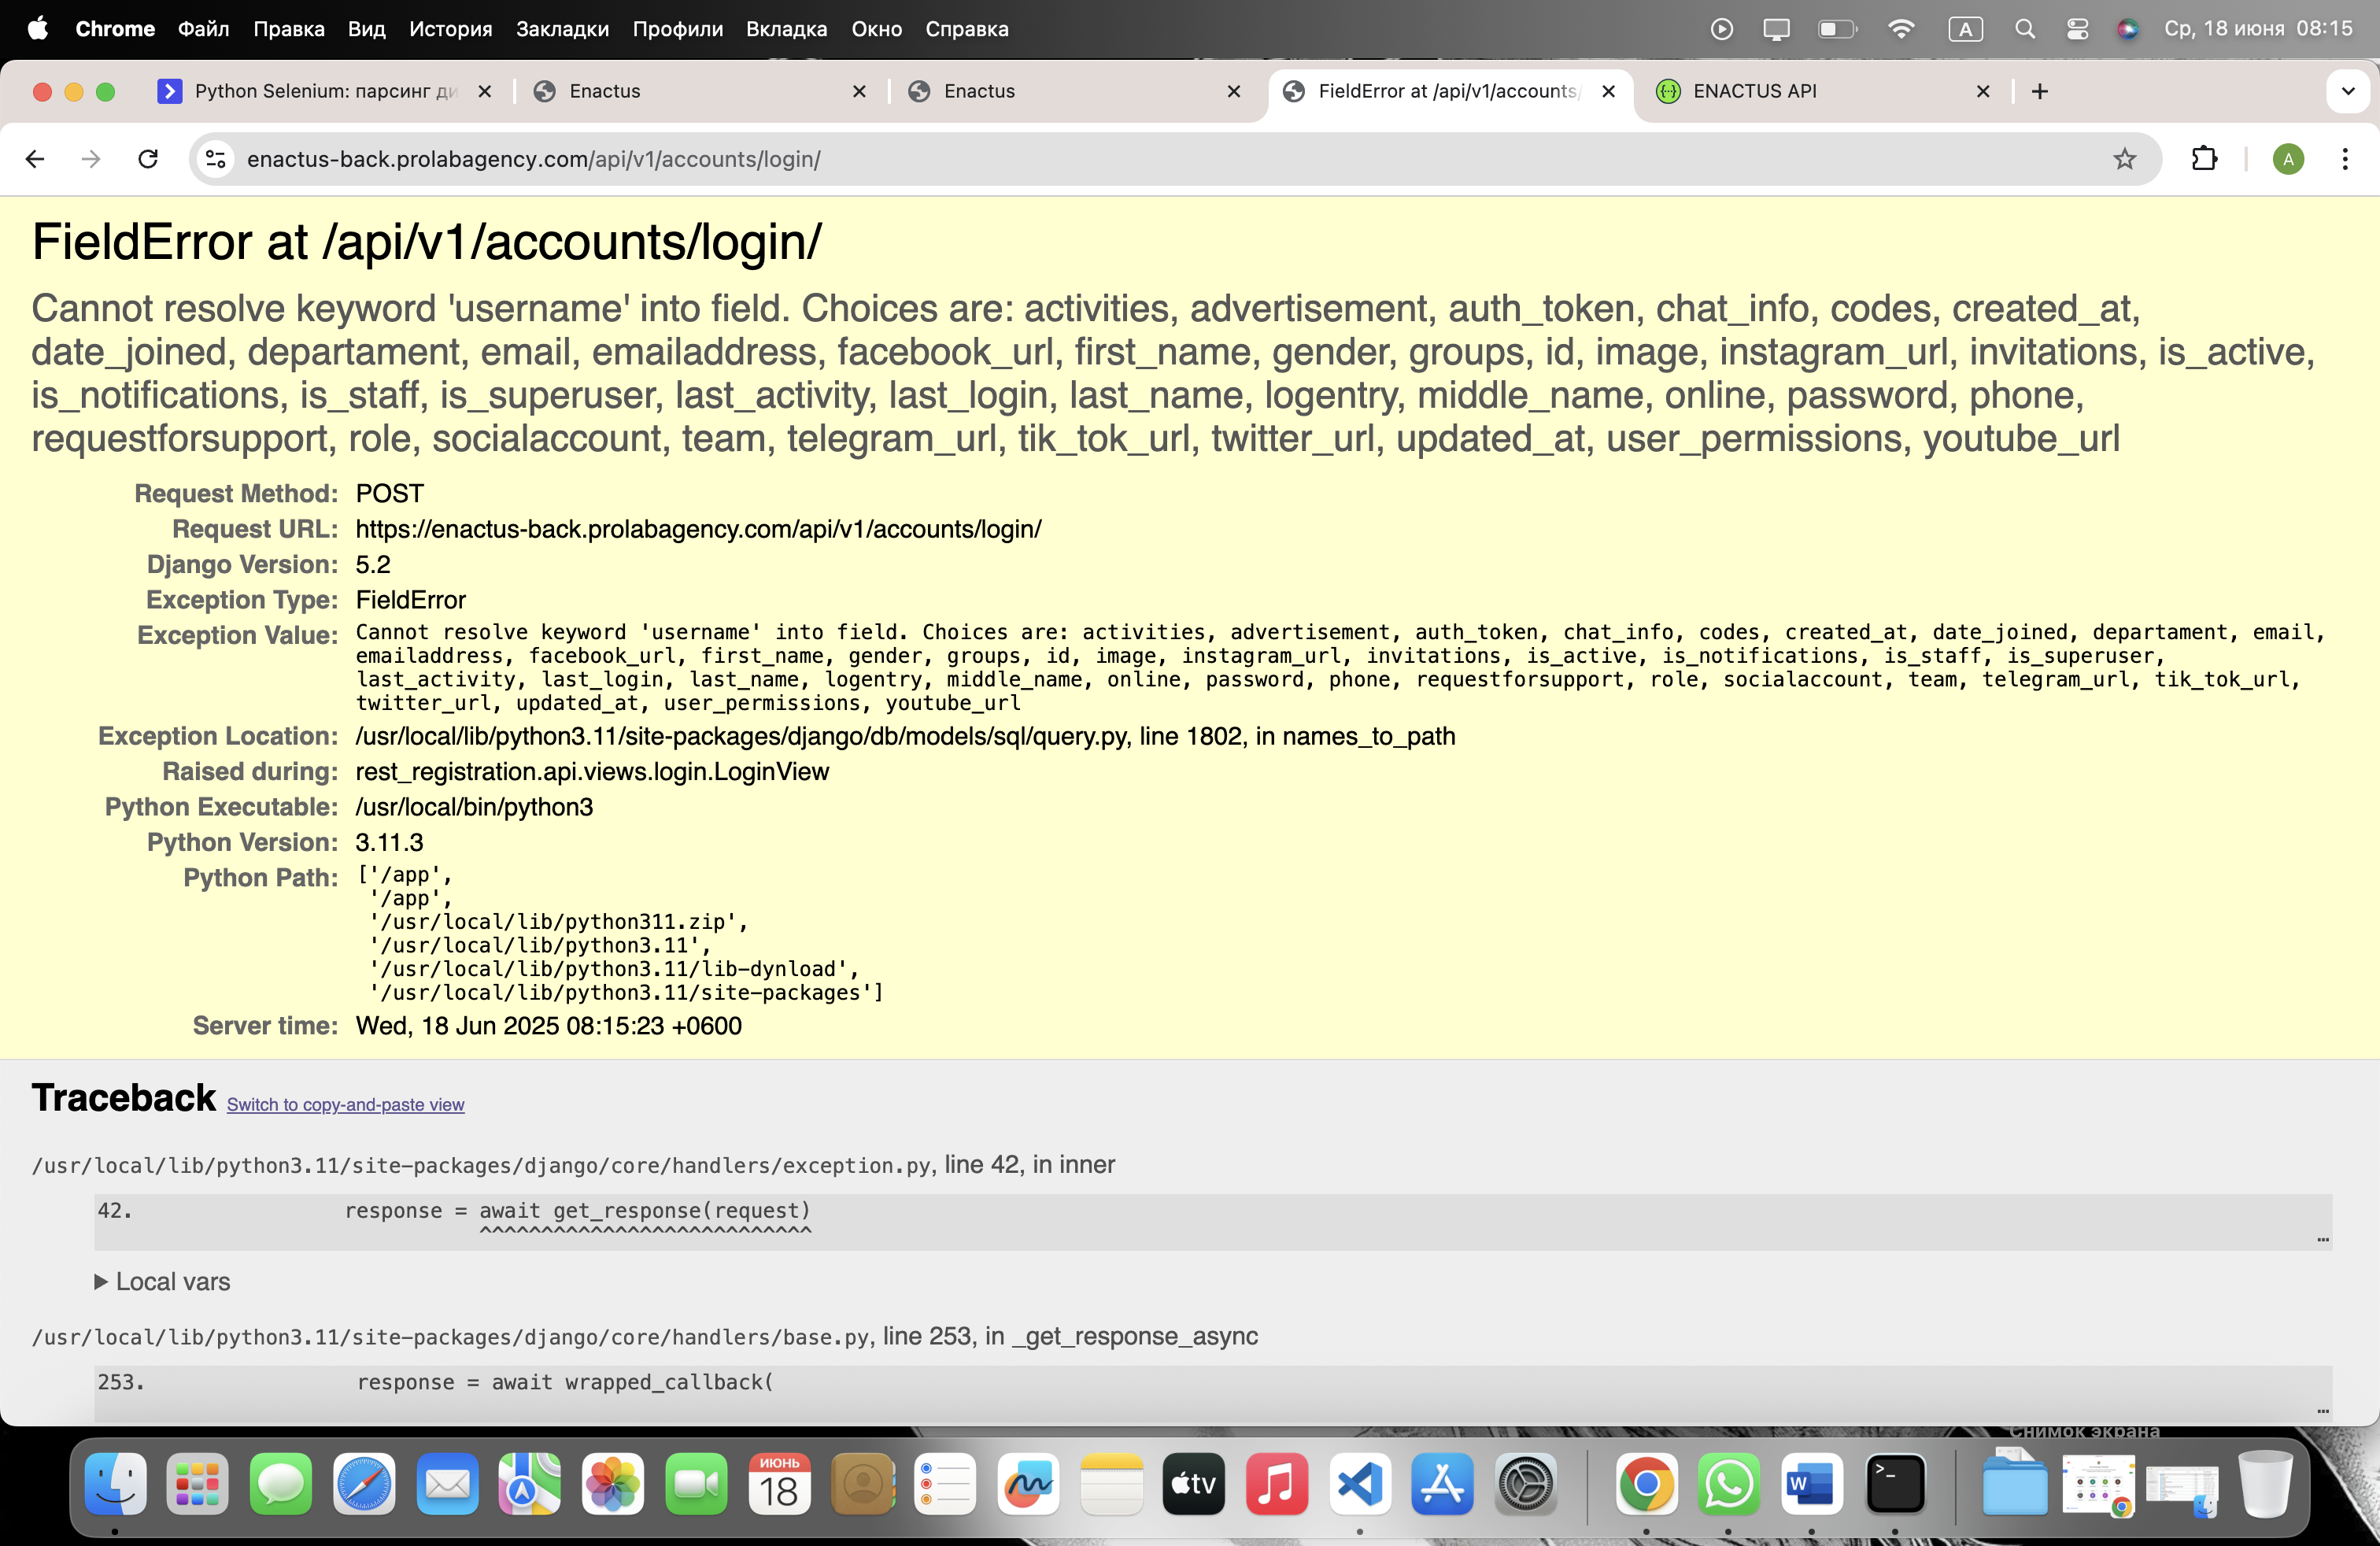 Chrome Файл Правка Вид История Закладки Профили Вкладка Окно Справка A Ср, 18 июня 08:15
Python Selenium: парсинг ди Enactus Enactus FieldError at /api/v1/accounts/ ENACTUS API
enactus-back.prolabagency.com/api/v1/accounts/login/ A
FieldError at /api/v1/accounts/login/
Cannot resolve keyword 'username' into field. Choices are: activities, advertisement, auth_token, chat_info, codes, created_at,
date_joined, departament, email, emailaddress, facebook_url, first_name, gender, groups, id, image, instagram_url, invitations, is_active,
is_notifications, is_staff, is_superuser, last_activity, last_login, last_name, logentry, middle_name, online, password, phone,
requestforsupport, role, socialaccount, team, telegram_url, tik_tok_url, twitter_url, updated_at, user_permissions, youtube_url
Request Method: POST
Request URL: https://enactus-back.prolabagency.com/api/v1/accounts/login/
Django Version: 5.2
Exception Type: FieldError
Exception Value: Cannot resolve keyword 'username' into field. Choices are: activities, advertisement, auth_token, chat_info, codes, created_at, date_joined, departament, email,
emailaddress, facebook_url, first_name, gender, groups, id, image, instagram_url, invitations, is_active, is_notifications, is_staff, is_superuser,
last_activity, last_login, last_name, logentry, middle_name, online, password, phone, requestforsupport, role, socialaccount, team, telegram_url, tik_tok_url,
twitter_url, updated_at, user_permissions, youtube_url
Exception Location: /usr/local/lib/python3.11/site-packages/django/db/models/sql/query.py, line 1802, in names_to_path
Raised during: rest_registration.api.views.login.LoginView
Python Executable: /usr/local/bin/python3
Python Version: 3.11.3
Python Path: ['/app',
'/app',
'/usr/local/lib/python311.zip',
'/usr/local/lib/python3.11',
'/usr/local/lib/python3.11/lib-dynload',
'/usr/local/lib/python3.11/site-packages']
Server time: Wed, 18 Jun 2025 08:15:23 +0600
Traceback Switch to copy-and-paste view
/usr/local/lib/python3.11/site-packages/django/core/handlers/exception.py, line 42, in inner
42. response = await get_response(request)
^^^^^^^^^^^^^^^^^^^^^^^^^^^
…
▶ Local vars
/usr/local/lib/python3.11/site-packages/django/core/handlers/base.py, line 253, in _get_response_async
253. response = await wrapped_callback(
…
Снимок экрана
ИЮНЬ
18
tv
W
>_